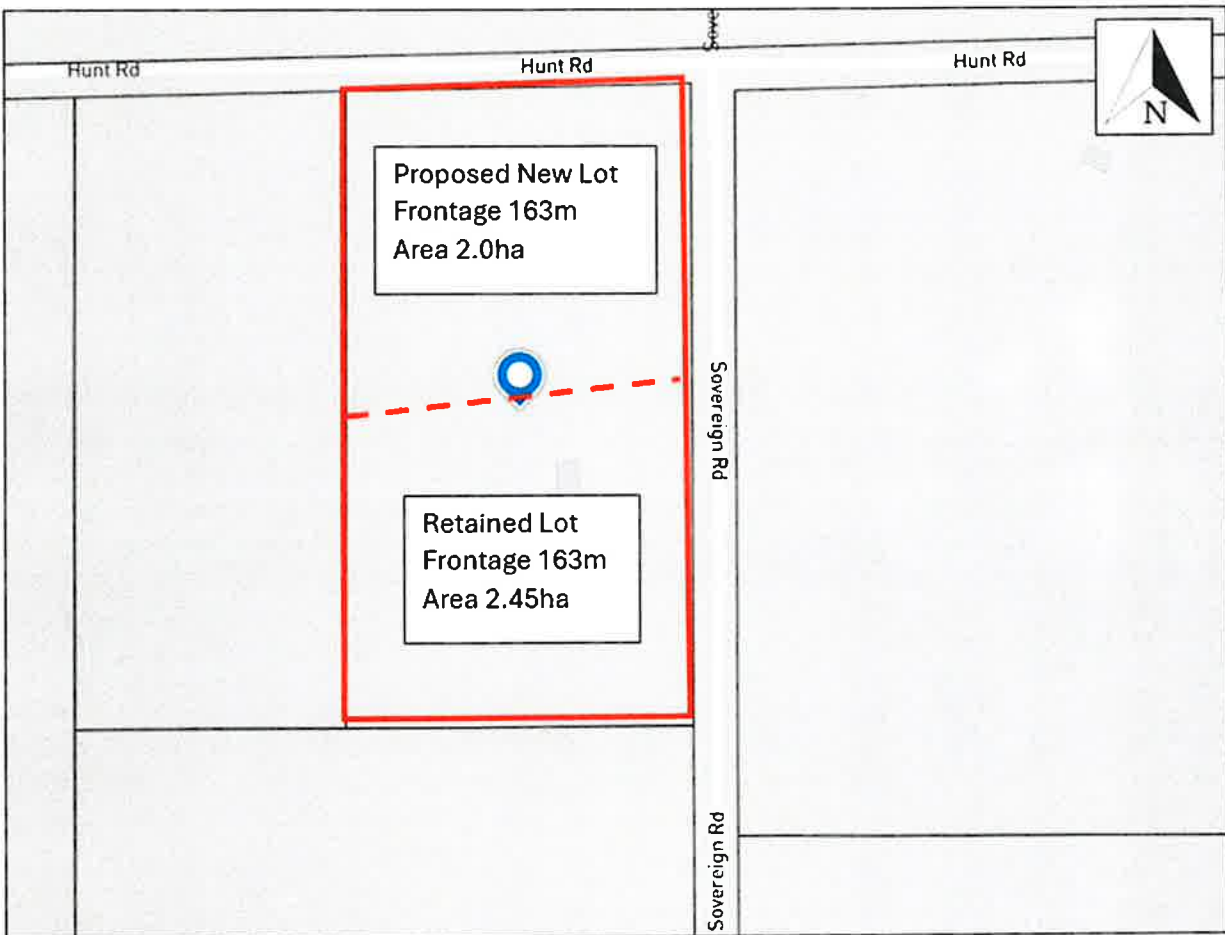 Sove
Hunt Rd
Hunt Rd
Hunt Rd
N
Proposed New Lot
Frontage 163m
Area 2.0ha
Sovereign Rd
Retained Lot
Frontage 163m
Area 2.45ha
Sovereign Rd